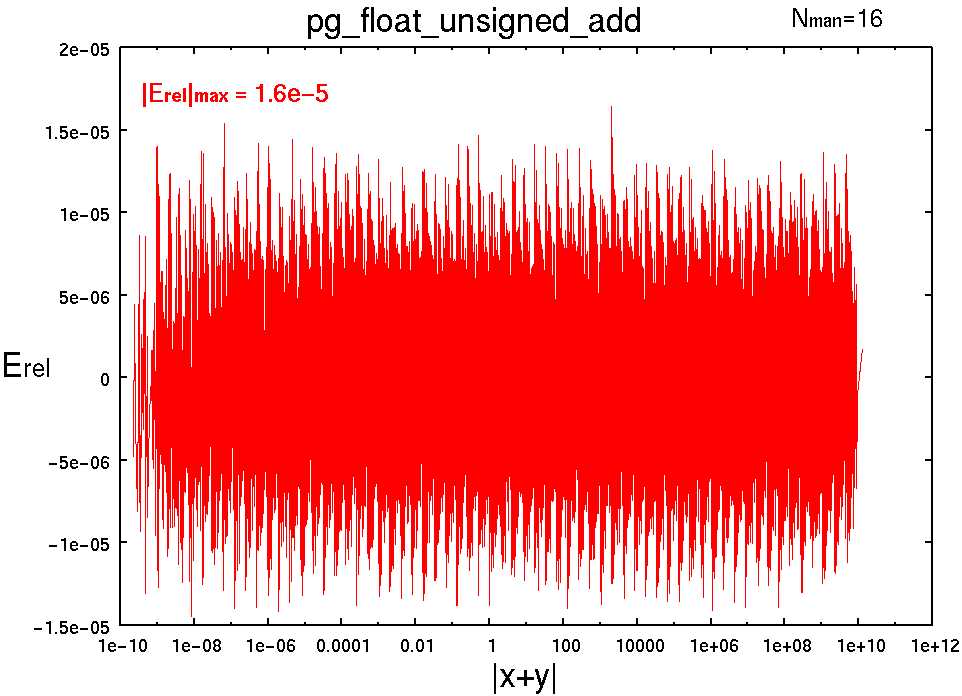 pg_float_unsigned_add
Nman=16
2e-05
|Erel|max = 1.6e-5
1.5e-05
1e-05
5e-06
Erel
0
-5e-06
-1e-05
-1.5e-05
1e-10 1e-08 1e-06 0.0001 0.01 1 100 10000 1e+06 1e+08 1e+10 1e+12
|x+y|